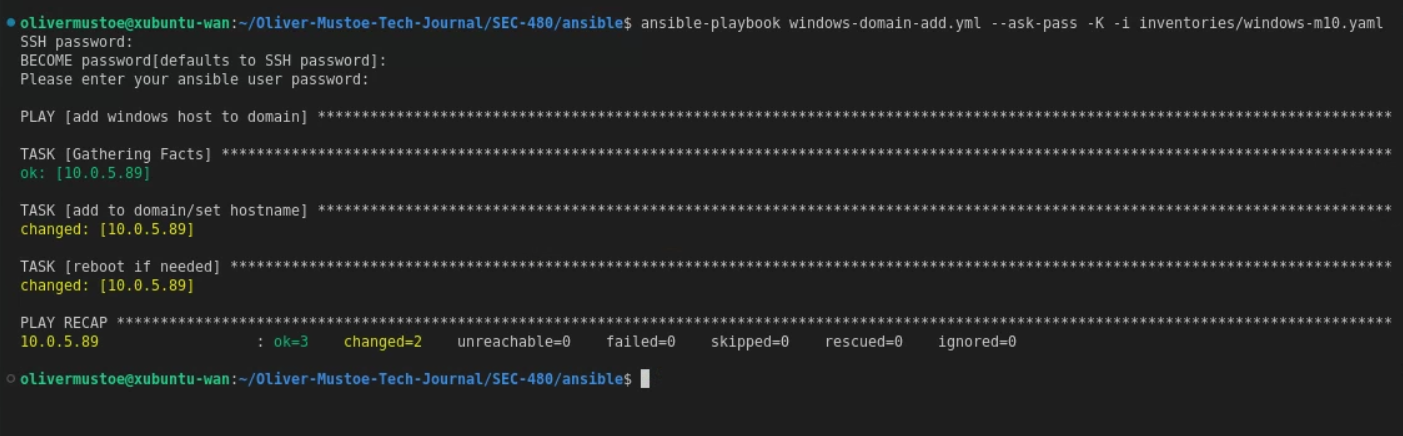 olivermustoe@xubuntu-wan:~/Oliver-Mustoe-Tech-Journal/SEC-480/ansible$ ansible-playbook windows-domain-add.yml --ask-pass -K -i inventories/windows-m10.yaml
SSH password:
BECOME password[defaults to SSH password]:
Please enter your ansible user password:
PLAY [add windows host to domain] ****************************************************************************************************************************
TASK [Gathering Facts] ***************************************************************************************************************************************
ok: [10.0.5.89]
TASK [add to domain/set hostname] ****************************************************************************************************************************
changed: [10.0.5.89]
TASK [reboot if needed] **************************************************************************************************************************************
changed: [10.0.5.89]
PLAY RECAP ***************************************************************************************************************************************************
10.0.5.89                  : ok=3    changed=2    unreachable=0    failed=0    skipped=0    rescued=0    ignored=0
olivermustoe@xubuntu-wan:~/Oliver-Mustoe-Tech-Journal/SEC-480/ansible$